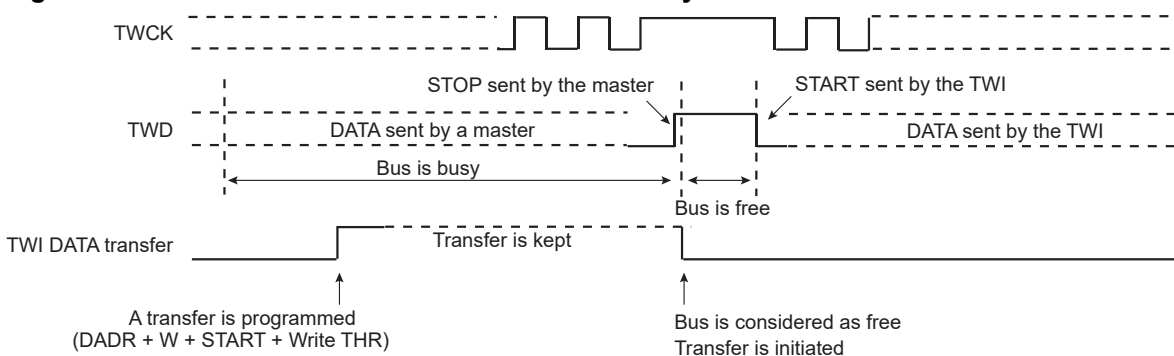 TWCK
STOP sent by the master
START sent by the TWI
TWD
DATA sent by a master
DATA sent by the TWI
Bus is busy
Bus is free
TWI DATA transfer
Transfer is kept
A transfer is programmed
(DADR + W + START + Write THR)
Bus is considered as free
Transfer is initiated